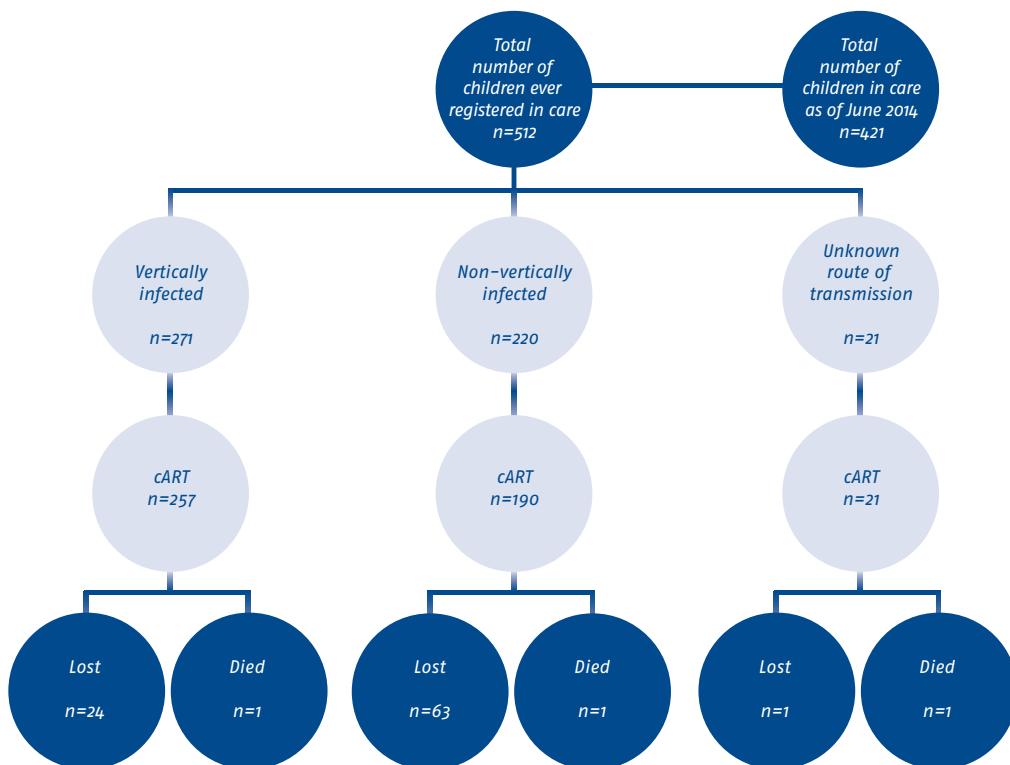 Total
number of
children ever
registered in care
n=512
Total
number of
children in care
as of June 2014
n=421
Vertically
infected
n=271
Non-vertically
infected
n=220
Unknown
route of
transmission
n=21
cART
n=257
cART
n=190
cART
n=21
Lost
n=24
Died
n=1
Lost
n=63
Died
n=1
Lost
n=1
Died
n=1